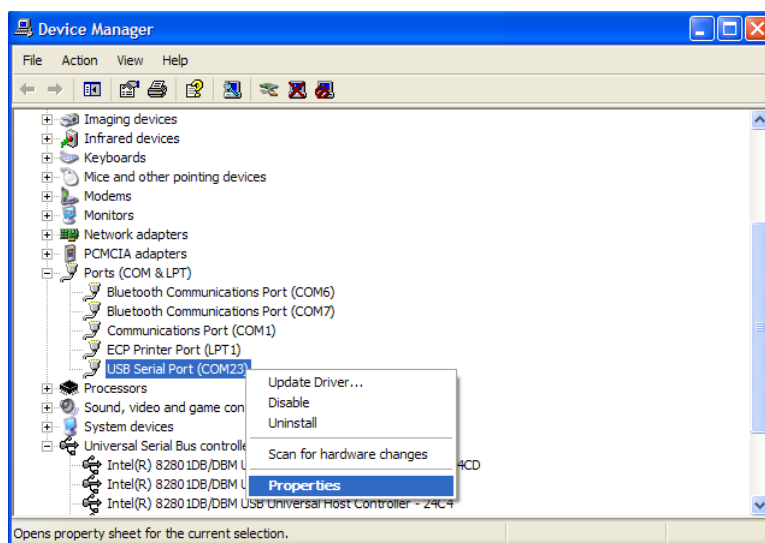 Device Manager
File Action View Help
Imaging devices
Infrared devices
Keyboards
Mice and other pointing devices
Modems
Monitors
Network adapters
PCMCIA adapters
Ports (COM & LPT)
Bluetooth Communications Port (COM6)
Bluetooth Communications Port (COM7)
Communications Port (COM1)
ECP Printer Port (LPT1)
USB Serial Port (COM23)
Update Driver...
Processors
Disable
Sound, video and game con
Uninstall
System devices
Universal Serial Bus controlle
Scan for hardware changes
Intel(R) 82801DB/DBM U 4CD
Intel(R) 82801DB/DBM U
Properties
Intel(R) 82801DB/DBM USB Universal Host Controller - 24C4
Opens property sheet for the current selection.